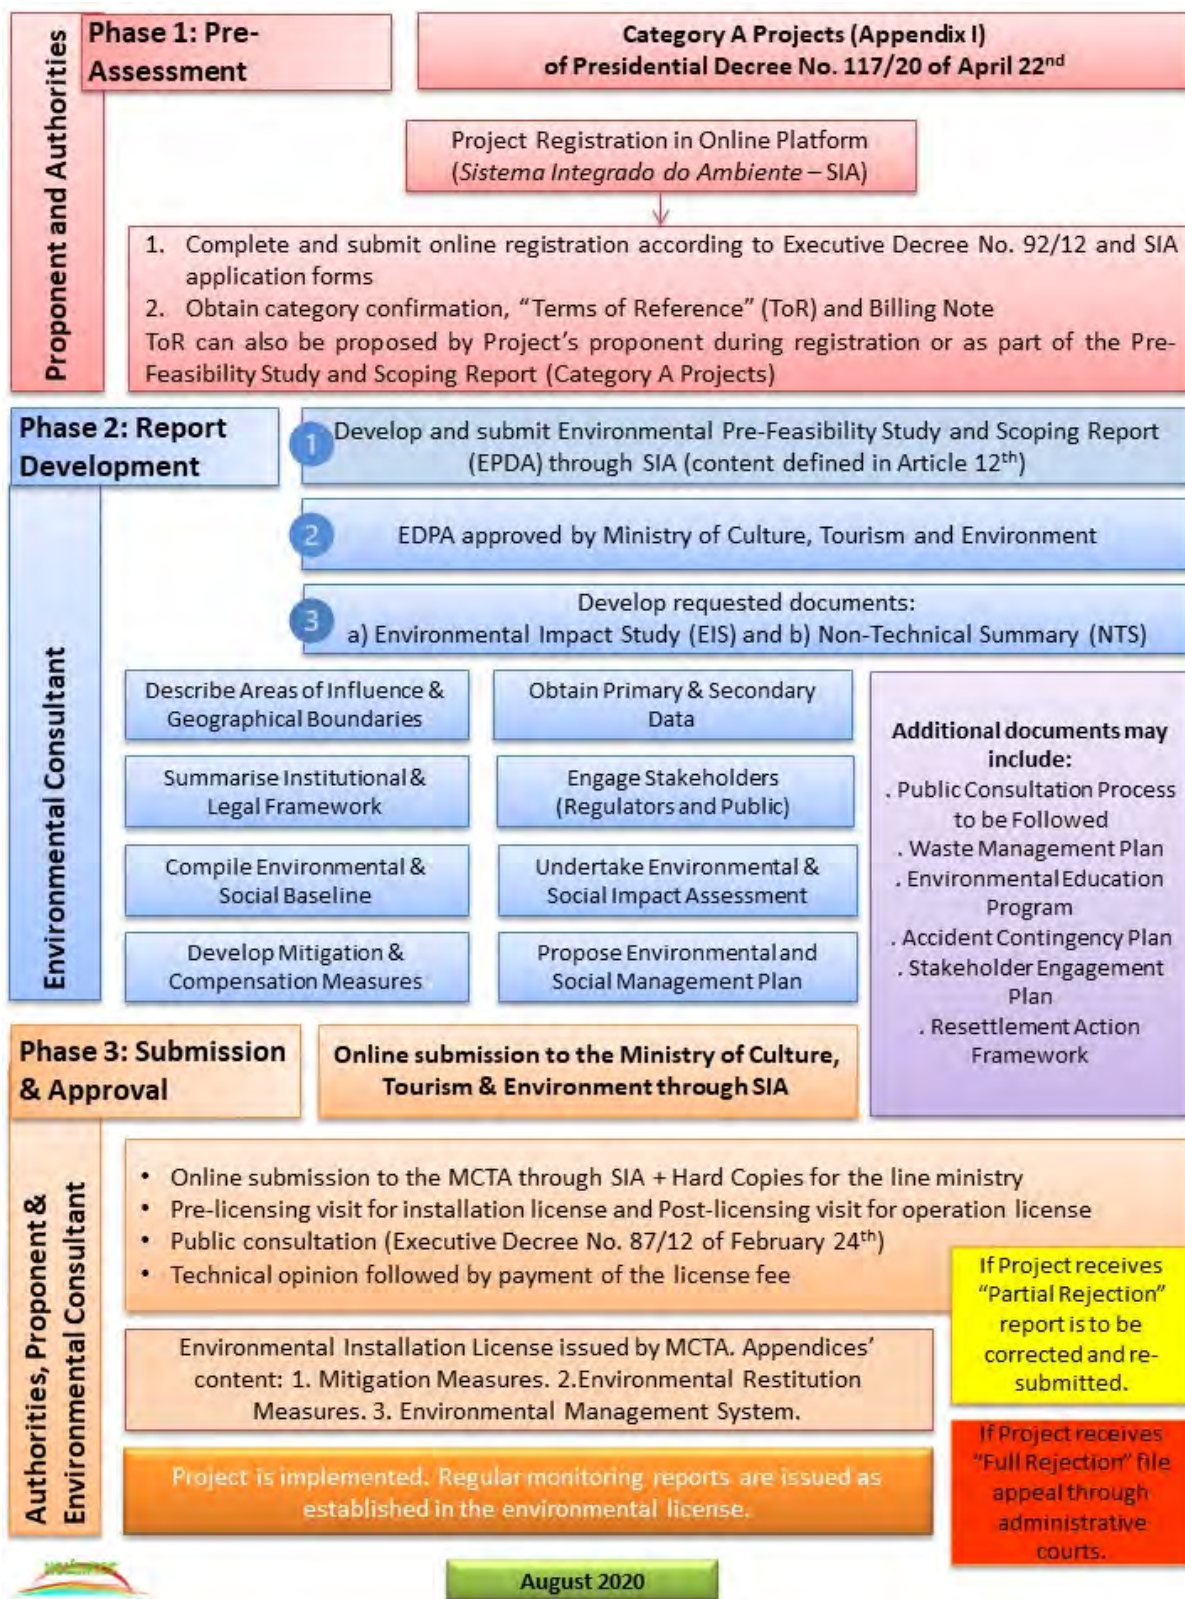 Phase 1: Pre-
Assessment
Category A Projects (Appendix I)
of Presidential Decree No. 117/20 of April 22nd
Proponent and Authorities
Project Registration in Online Platform
(Sistema Integrado do Ambiente – SIA)
1. Complete and submit online registration according to Executive Decree No. 92/12 and SIA
application forms
2. Obtain category confirmation, “Terms of Reference” (ToR) and Billing Note
ToR can also be proposed by Project’s proponent during registration or as part of the Pre-
Feasibility Study and Scoping Report (Category A Projects)
Phase 2: Report
Development
1
Develop and submit Environmental Pre-Feasibility Study and Scoping Report
(EPDA) through SIA (content defined in Article 12th)
2
EDPA approved by Ministry of Culture, Tourism and Environment
3
Develop requested documents:
a) Environmental Impact Study (EIS) and b) Non-Technical Summary (NTS)
Environmental Consultant
Describe Areas of Influence &
Geographical Boundaries
Obtain Primary & Secondary
Data
Summarise Institutional &
Legal Framework
Engage Stakeholders
(Regulators and Public)
Compile Environmental &
Social Baseline
Undertake Environmental &
Social Impact Assessment
Develop Mitigation &
Compensation Measures
Propose Environmental and
Social Management Plan
Additional documents may
include:
. Public Consultation Process
to be Followed
. Waste Management Plan
. Environmental Education
Program
. Accident Contingency Plan
. Stakeholder Engagement
Plan
. Resettlement Action
Framework
Phase 3: Submission
& Approval
Online submission to the Ministry of Culture,
Tourism & Environment through SIA
Authorities, Proponent &
Environmental Consultant
• Online submission to the MCTA through SIA + Hard Copies for the line ministry
• Pre-licensing visit for installation license and Post-licensing visit for operation license
• Public consultation (Executive Decree No. 87/12 of February 24th)
• Technical opinion followed by payment of the license fee
If Project receives
“Partial Rejection”
report is to be
corrected and re-
submitted.
Environmental Installation License issued by MCTA. Appendices’
content: 1. Mitigation Measures. 2.Environmental Restitution
Measures. 3. Environmental Management System.
If Project receives
“Full Rejection” file
appeal through
administrative
courts.
Project is implemented. Regular monitoring reports are issued as
established in the environmental license.
August 2020